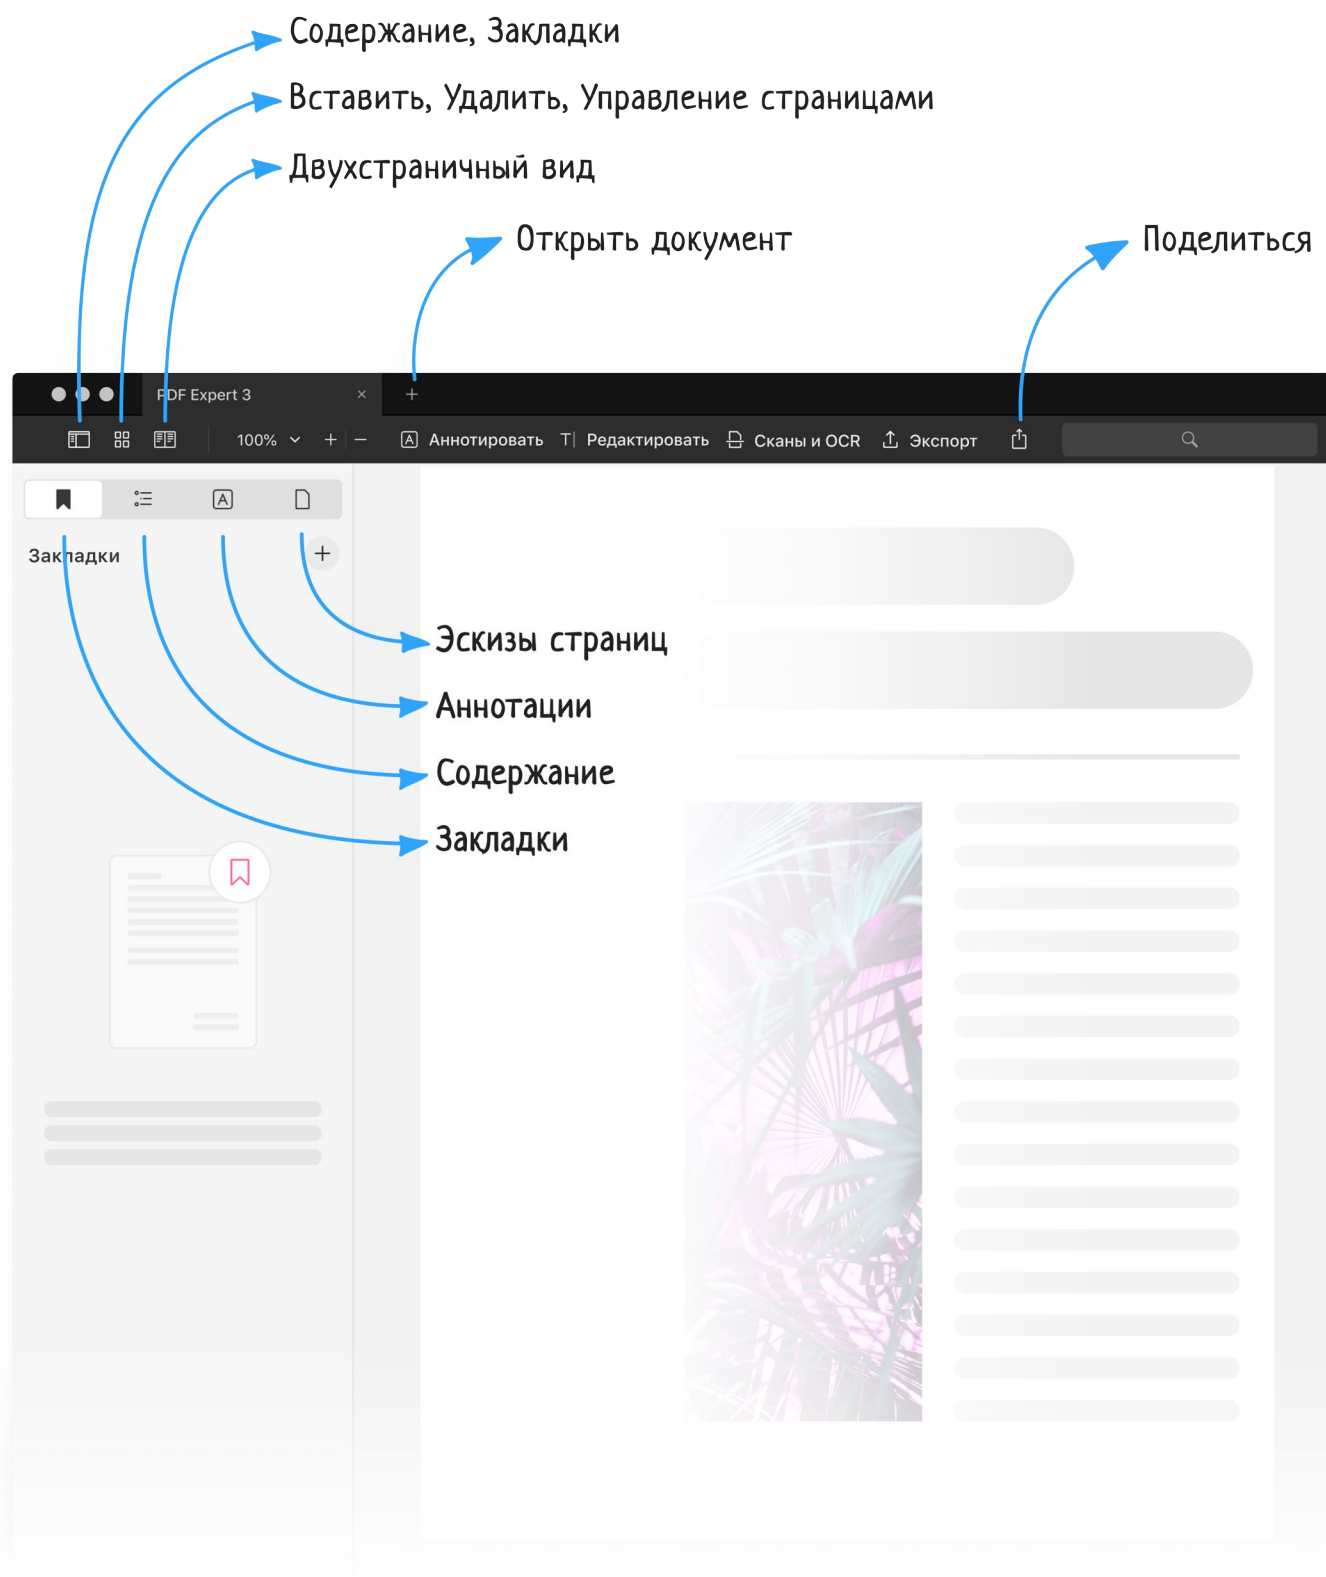 Содержание, Закладки
Вставить, Удалить, Управление страницами
Двухстраничный вид
Открыть документ
Поделиться
PDF Expert 3
100%
Аннотировать
Редактировать
Сканы и OCR
Экспорт
Закладки
Эскизы страниц
Аннотации
Содержание
Закладки